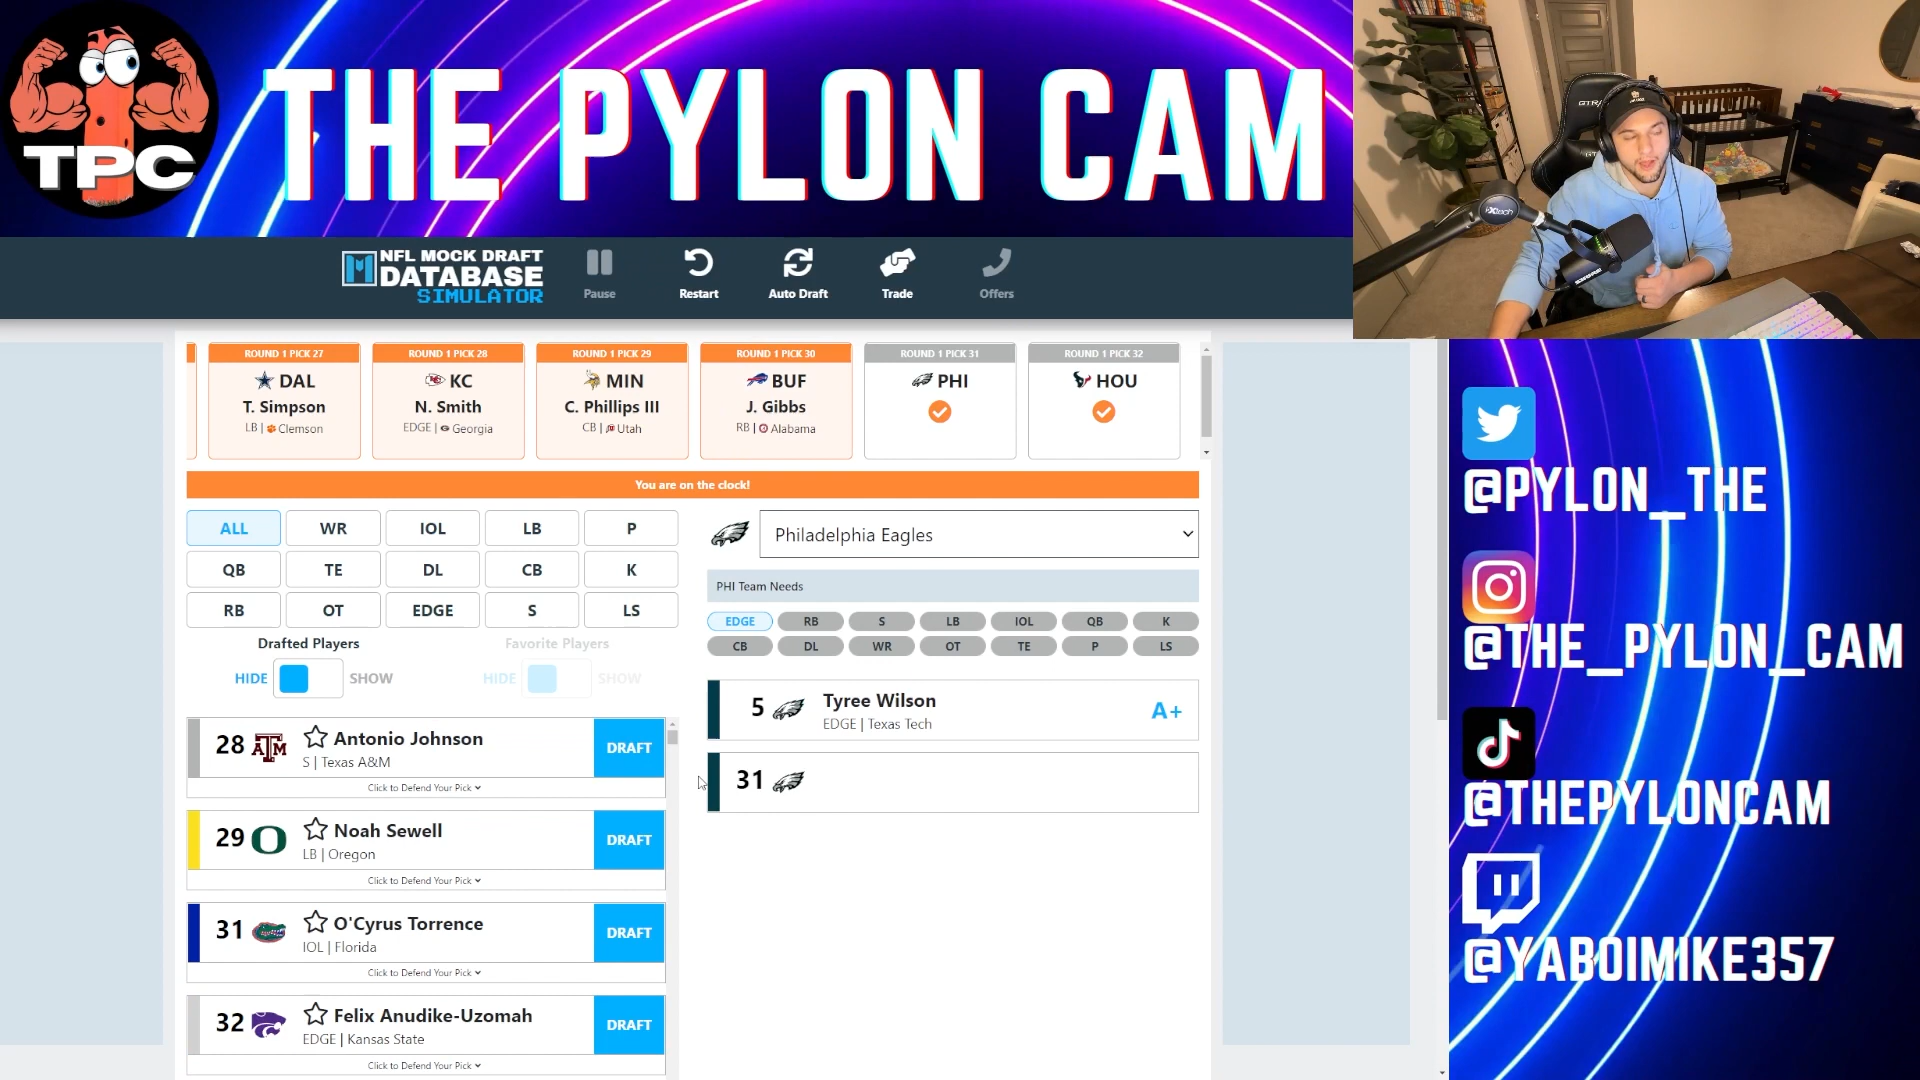 TPC
THE PYLON CAM
NFL MOCK DRAFT
DATABASE
SIMULATOR
Pause
Restart
Auto Draft
Trade
Offers
ROUND 1 PICK 27
DAL
T. Simpson
LB | Clemson
ROUND 1 PICK 28
KC
N. Smith
EDGE | Georgia
ROUND 1 PICK 29
MIN
C. Phillips III
CB | Utah
ROUND 1 PICK 30
BUF
J. Gibbs
RB | Alabama
ROUND 1 PICK 31
PHI
ROUND 1 PICK 32
HOU
You are on the clock!
ALL WR IOL LB P
QB TE DL CB K
RB OT EDGE S LS
Drafted Players
HIDE SHOW
Favorite Players
HIDE SHOW
28 Antonio Johnson
S | Texas A&M
DRAFT
Click to Defend Your Pick
29 Noah Sewell
LB | Oregon
DRAFT
Click to Defend Your Pick
31 O'Cyrus Torrence
IOL | Florida
DRAFT
Click to Defend Your Pick
32 Felix Anudike-Uzomah
EDGE | Kansas State
DRAFT
Click to Defend Your Pick
Philadelphia Eagles
PHI Team Needs
EDGE RB S LB IOL QB K
CB DL WR OT TE P LS
5 Tyree Wilson
EDGE | Texas Tech
A+
31
@PYLON_THE
@THE_PYLON_CAM
@THEPYLONCAM
@YABOIMIKE357